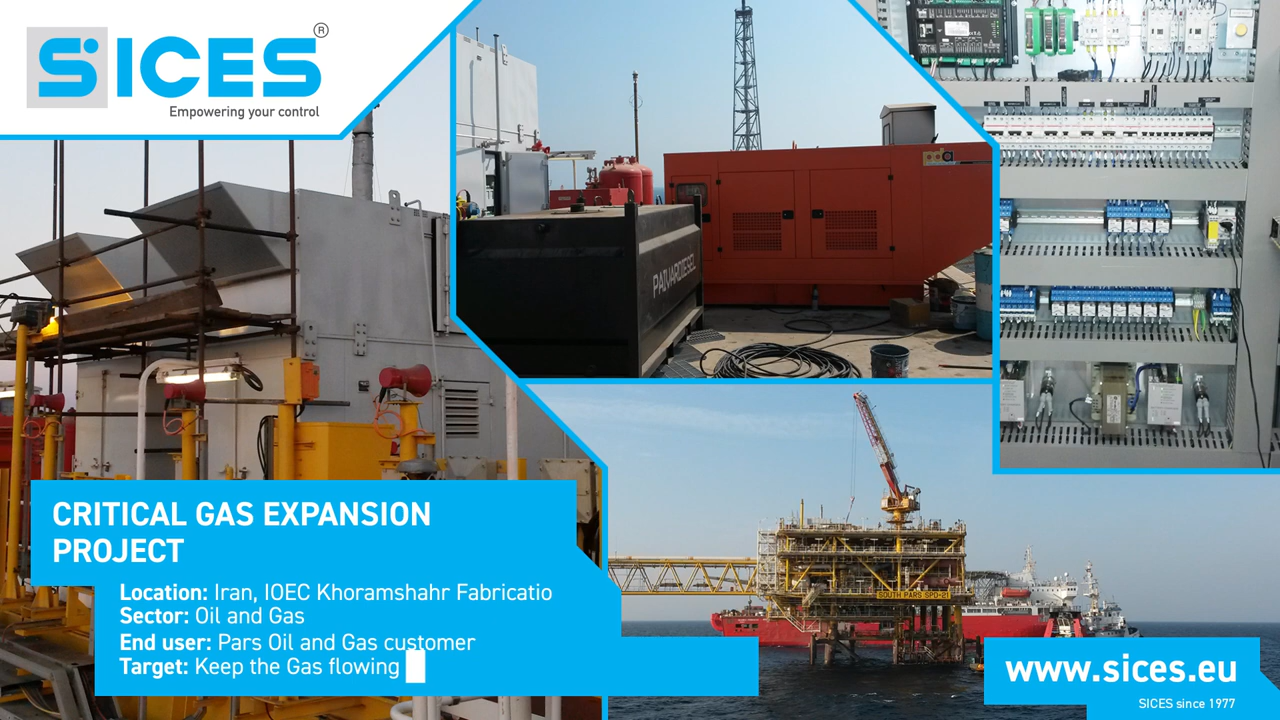 SICES®
Empowering your control
PATVARDIESEL
SOUTH PARS SPD-21
CRITICAL GAS EXPANSION
PROJECT
Location: Iran, IOEC Khoramshahr Fabricatio
Sector: Oil and Gas
End user: Pars Oil and Gas customer
Target: Keep the Gas flowing
www.sices.eu
SICES since 1977